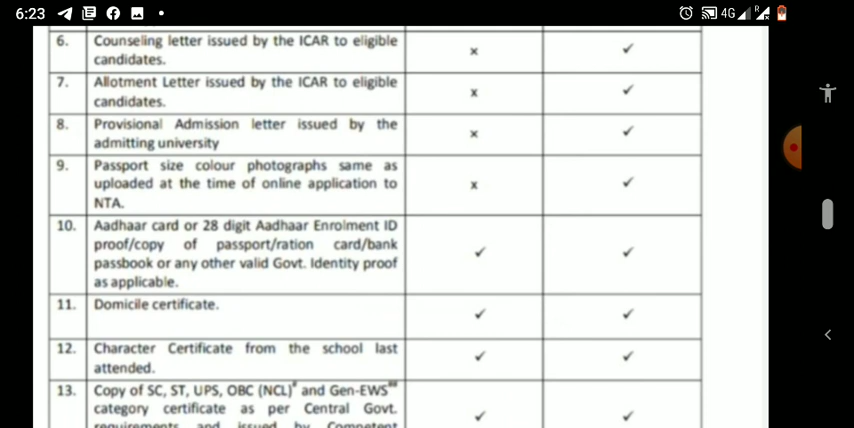 6:23
4G R
6. Counseling letter issued by the ICAR to eligible x ✓
candidates.
7. Allotment Letter issued by the ICAR to eligible x ✓
candidates.
8. Provisional Admission letter issued by the x ✓
admitting university
9. Passport size colour photographs same as
uploaded at the time of online application to x ✓
NTA.
10. Aadhaar card or 28 digit Aadhaar Enrolment ID
proof/copy of passport/ration card/bank ✓ ✓
passbook or any other valid Govt. Identity proof
as applicable.
11. Domicile certificate. ✓ ✓
12. Character Certificate from the school last ✓ ✓
attended.
13. Copy of SC, ST, UPS, OBC (NCL)# and Gen-EWS##
category certificate as per Central Govt. ✓ ✓
requirements and issued by Competent